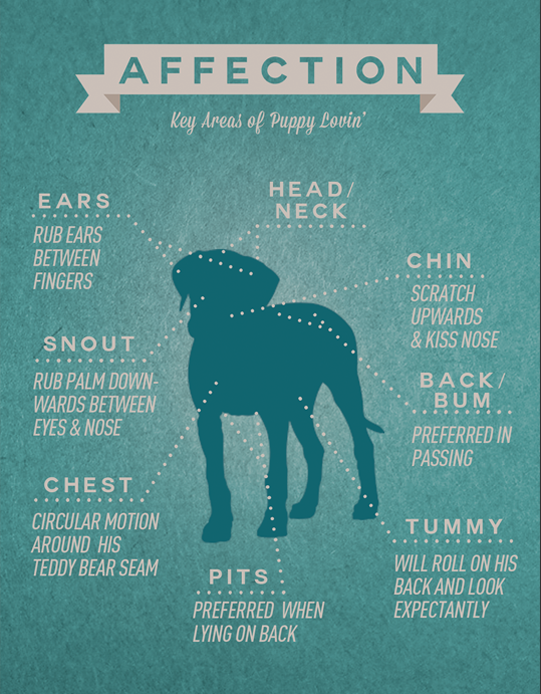 AFFECTION
Key Areas of Puppy Lovin'
EARS
RUB EARS
BETWEEN
FINGERS
HEAD/
NECK
CHIN
SCRATCH
UPWARDS
& KISS NOSE
SNOUT
RUB PALM DOWN-
WARDS BETWEEN
EYES & NOSE
BACK/
BUM
PREFERRED IN
PASSING
CHEST
CIRCULAR MOTION
AROUND HIS
TEDDY BEAR SEAM
TUMMY
WILL ROLL ON HIS
BACK AND LOOK
EXPECTANTLY
PITS
PREFERRED WHEN
LYING ON BACK